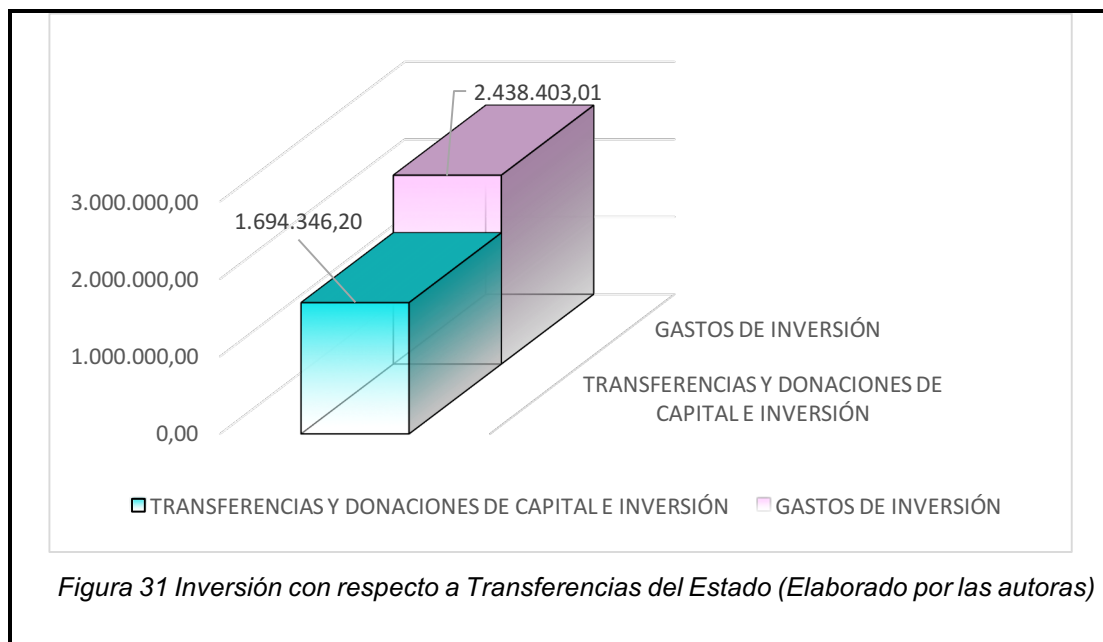 2.438.403,01
3.000.000,00
1.694.346,20
2.000.000,00
1.000.000,00
0,00
GASTOS DE INVERSIÓN
TRANSFERENCIAS Y DONACIONES DE
CAPITAL E INVERSIÓN
TRANSFERENCIAS Y DONACIONES DE CAPITAL E INVERSIÓN GASTOS DE INVERSIÓN
Figura 31 Inversión con respecto a Transferencias del Estado (Elaborado por las autoras)